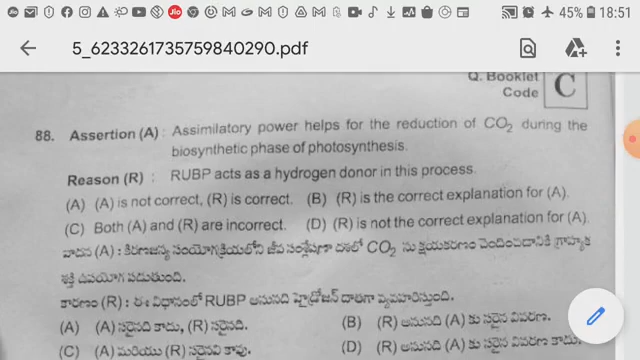 45% 18:51
5_6233261735759840290.pdf
Q. Booklet
Code C
88. Assertion (A) : Assimilatory power helps for the reduction of CO2 during the
biosynthetic phase of photosynthesis.
Reason (R) : RUBP acts as a hydrogen donor in this process.
(A) (A) is not correct, (R) is correct. (B) (R) is the correct explanation for (A).
(C) Both (A) and (R) are incorrect. (D) (R) is not the correct explanation for (A).
వాదన (A) : కిరణజన్య సంయోగక్రియలోని జీవ సంశ్లేషణా దశలో CO2 ను క్షయకరణం చెందించడానికి గ్రాహ్యక
శక్తి ఉపయోగ పడుతుంది.
కారణం (R) : ఈ విధానంలో RUBP అనునది హైడ్రోజన్ దాతగా వ్యవహరిస్తుంది.
(A) (A) సరైనది కాదు, (R) సరైనది. (B) (R) అనునది (A) కు సరైన వివరణ.
(C) (A) మరియు (R) సరైనవి కావు. (D) (R) అనునది (A) కు సరైన వివరణ కాదు.